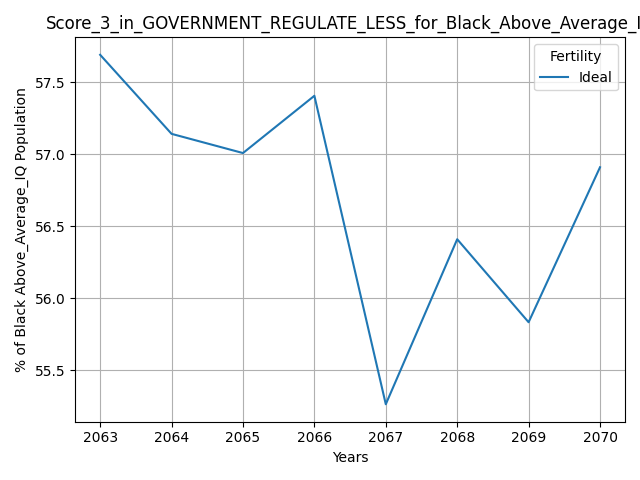 Score_3_in_GOVERNMENT_REGULATE_LESS_for_Black_Above_Average_I
Fertility
Ideal
% of Black Above_Average_IQ Population
57.5
57.0
56.5
56.0
55.5
2063 2064 2065 2066 2067 2068 2069 2070
Years